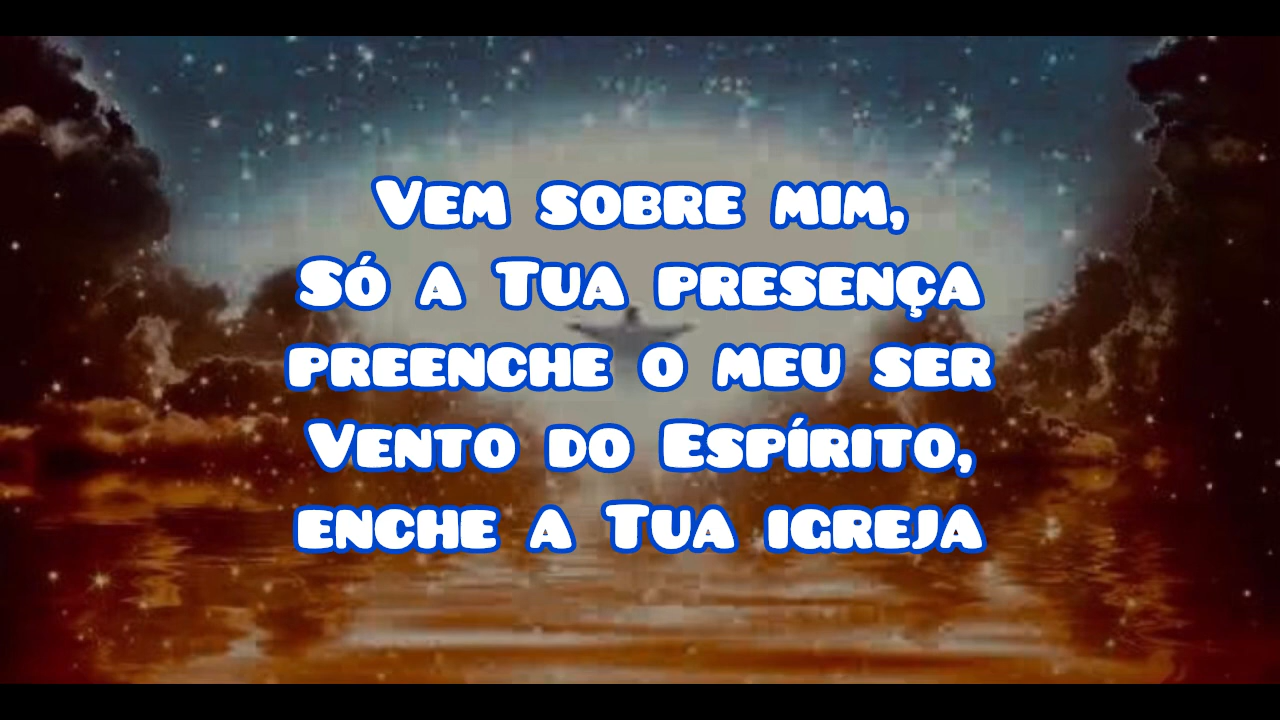 Vem sobre mim,
Só a Tua presença
preenche o meu ser
Vento do Espírito,
enche a Tua igreja